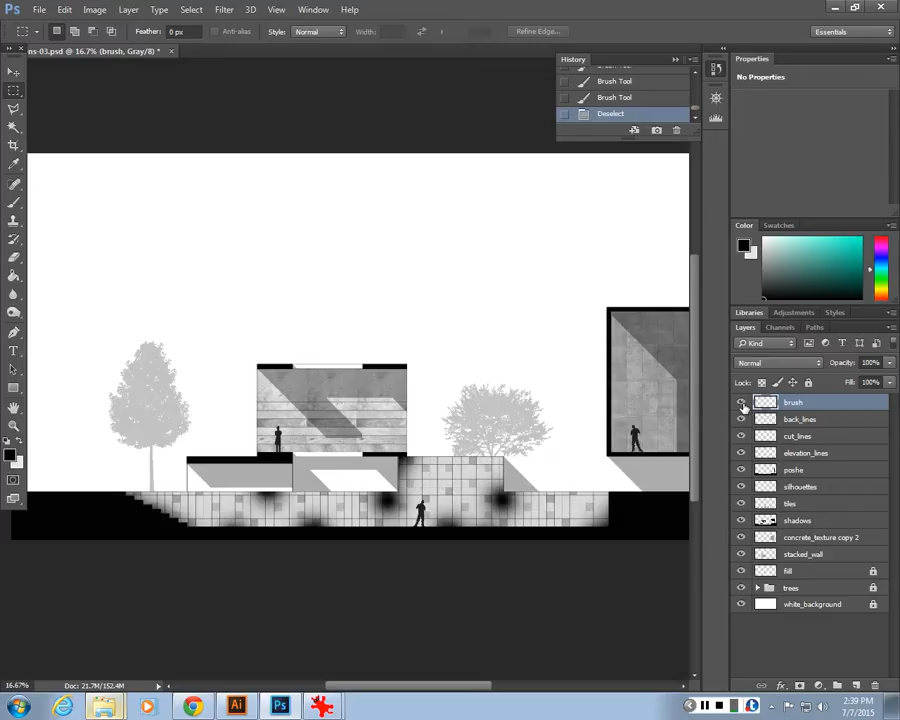 Ps File Edit Image Layer Type Select Filter 3D View Window Help
Feather: 0 px Anti-alias Style: Normal Width: Refine Edge... Essentials
ns-03.psd @ 16.7% (brush, Gray/8) * ×
History
Brush Tool
Brush Tool
Deselect
Properties
No Properties
Color Swatches
Libraries Adjustments Styles
Layers Channels Paths
Kind
Normal Opacity: 100%
Lock: Fill: 100%
brush
back_lines
cut_lines
elevation_lines
poshe
silhouettes
tiles
shadows
concrete_texture copy 2
stacked_wall
fill
trees
white_background
16.67% Doc: 21.7M/152.4M
fx
Ai Ps
2:39 PM
7/7/2015